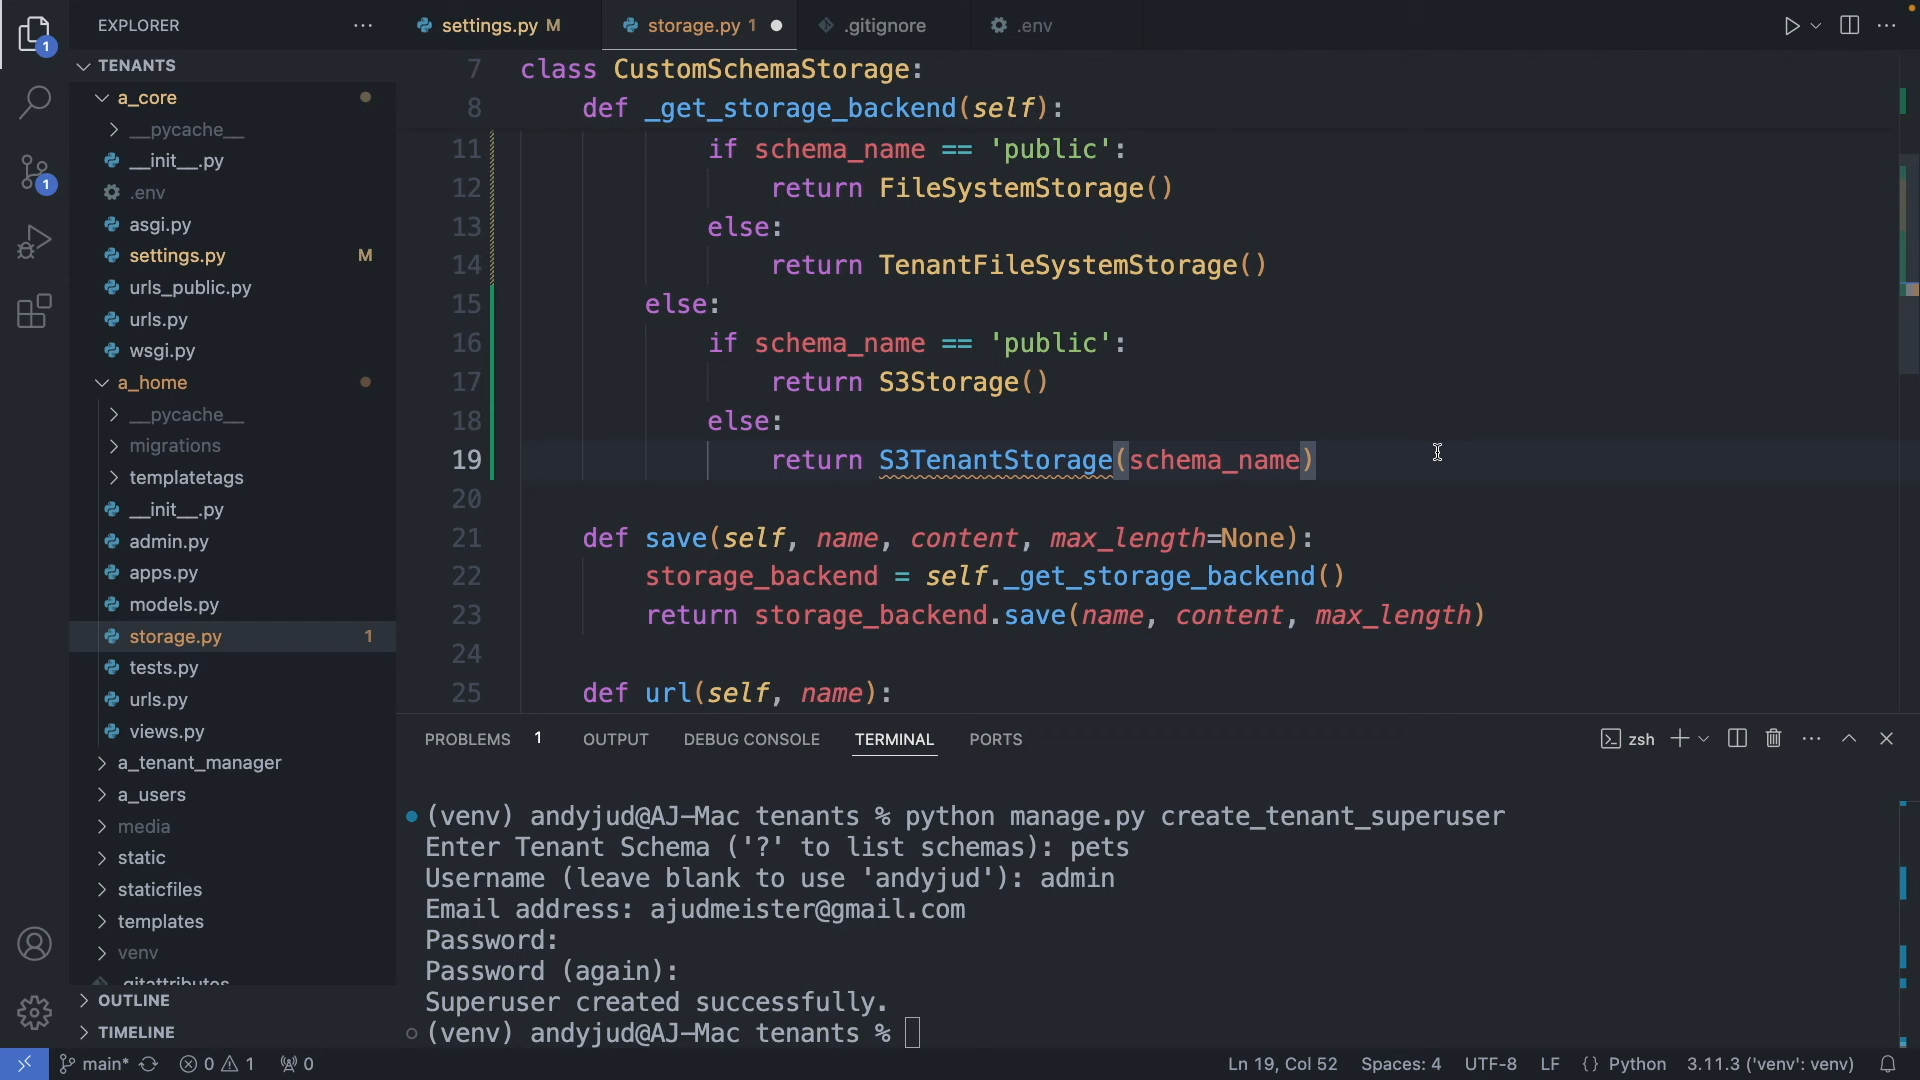 EXPLORER
settings.py M
storage.py 1
.gitignore
.env
1
TENANTS
a_core
__pycache__
__init__.py
.env
asgi.py
settings.py M
urls_public.py
urls.py
wsgi.py
a_home
__pycache__
migrations
templatetags
__init__.py
admin.py
apps.py
models.py
storage.py 1
tests.py
urls.py
views.py
a_tenant_manager
a_users
media
static
staticfiles
templates
venv
.gitattributes
OUTLINE
TIMELINE
1
7 class CustomSchemaStorage:
8 def _get_storage_backend(self):
11 if schema_name == 'public':
12 return FileSystemStorage()
13 else:
14 return TenantFileSystemStorage()
15 else:
16 if schema_name == 'public':
17 return S3Storage()
18 else:
19 return S3TenantStorage(schema_name)
20
21 def save(self, name, content, max_length=None):
22 storage_backend = self._get_storage_backend()
23 return storage_backend.save(name, content, max_length)
24
25 def url(self, name):
PROBLEMS 1 OUTPUT DEBUG CONSOLE TERMINAL PORTS
zsh
(venv) andyjud@AJ-Mac tenants % python manage.py create_tenant_superuser
Enter Tenant Schema ('?' to list schemas): pets
Username (leave blank to use 'andyjud'): admin
Email address: ajudmeister@gmail.com
Password:
Password (again):
Superuser created successfully.
(venv) andyjud@AJ-Mac tenants %
main* 0 1 0
Ln 19, Col 52 Spaces: 4 UTF-8 LF {} Python 3.11.3 ('venv': venv)